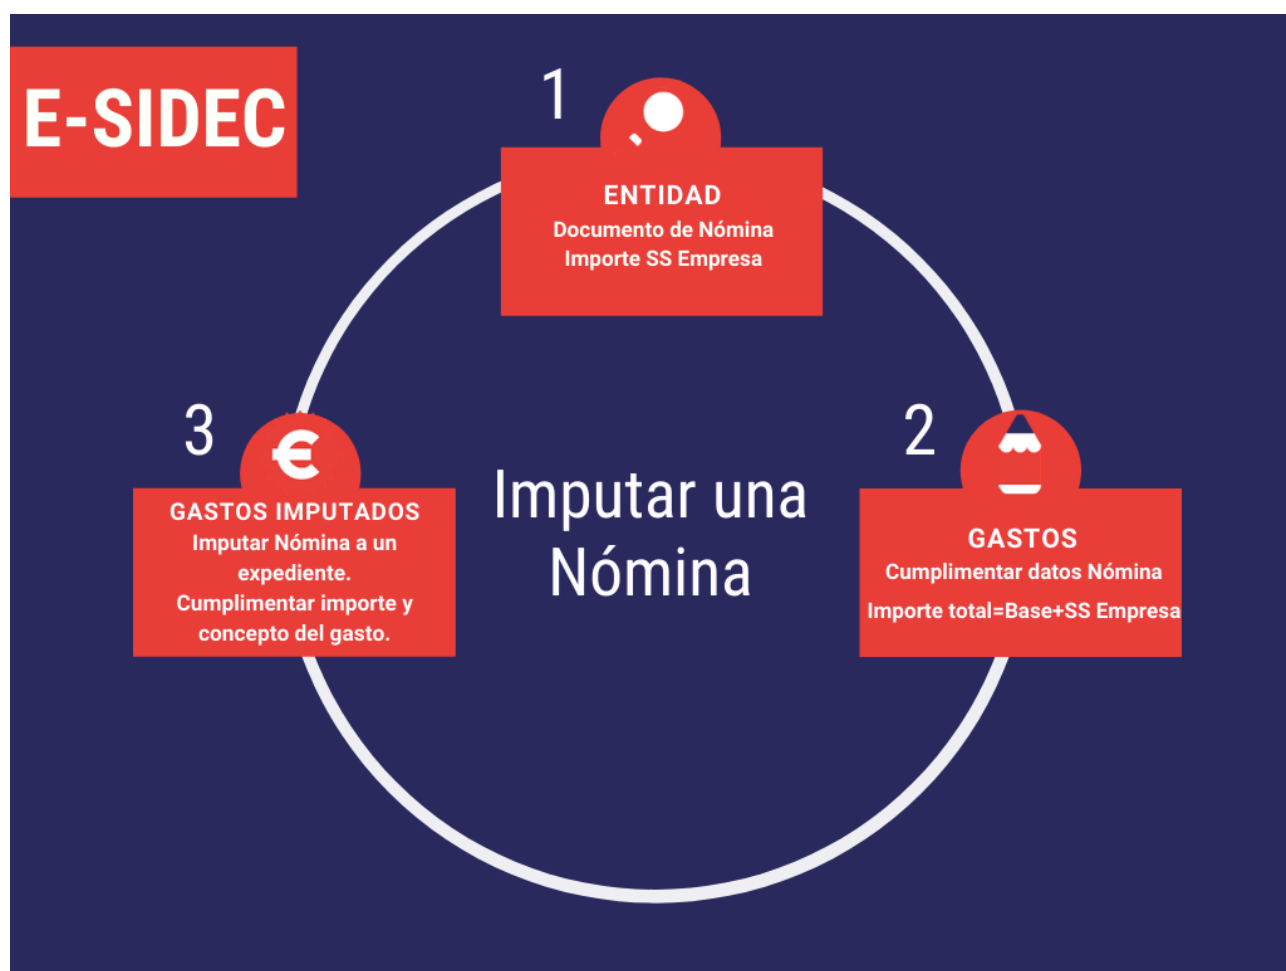 E-SIDEC
1
ENTIDAD
Documento de Nómina
Importe SS Empresa
2
GASTOS
Cumplimentar datos Nómina
Importe total=Base+SS Empresa
3
€
GASTOS IMPUTADOS
Imputar Nómina a un
expediente.
Cumplimentar importe y
concepto del gasto.
Imputar una
Nómina